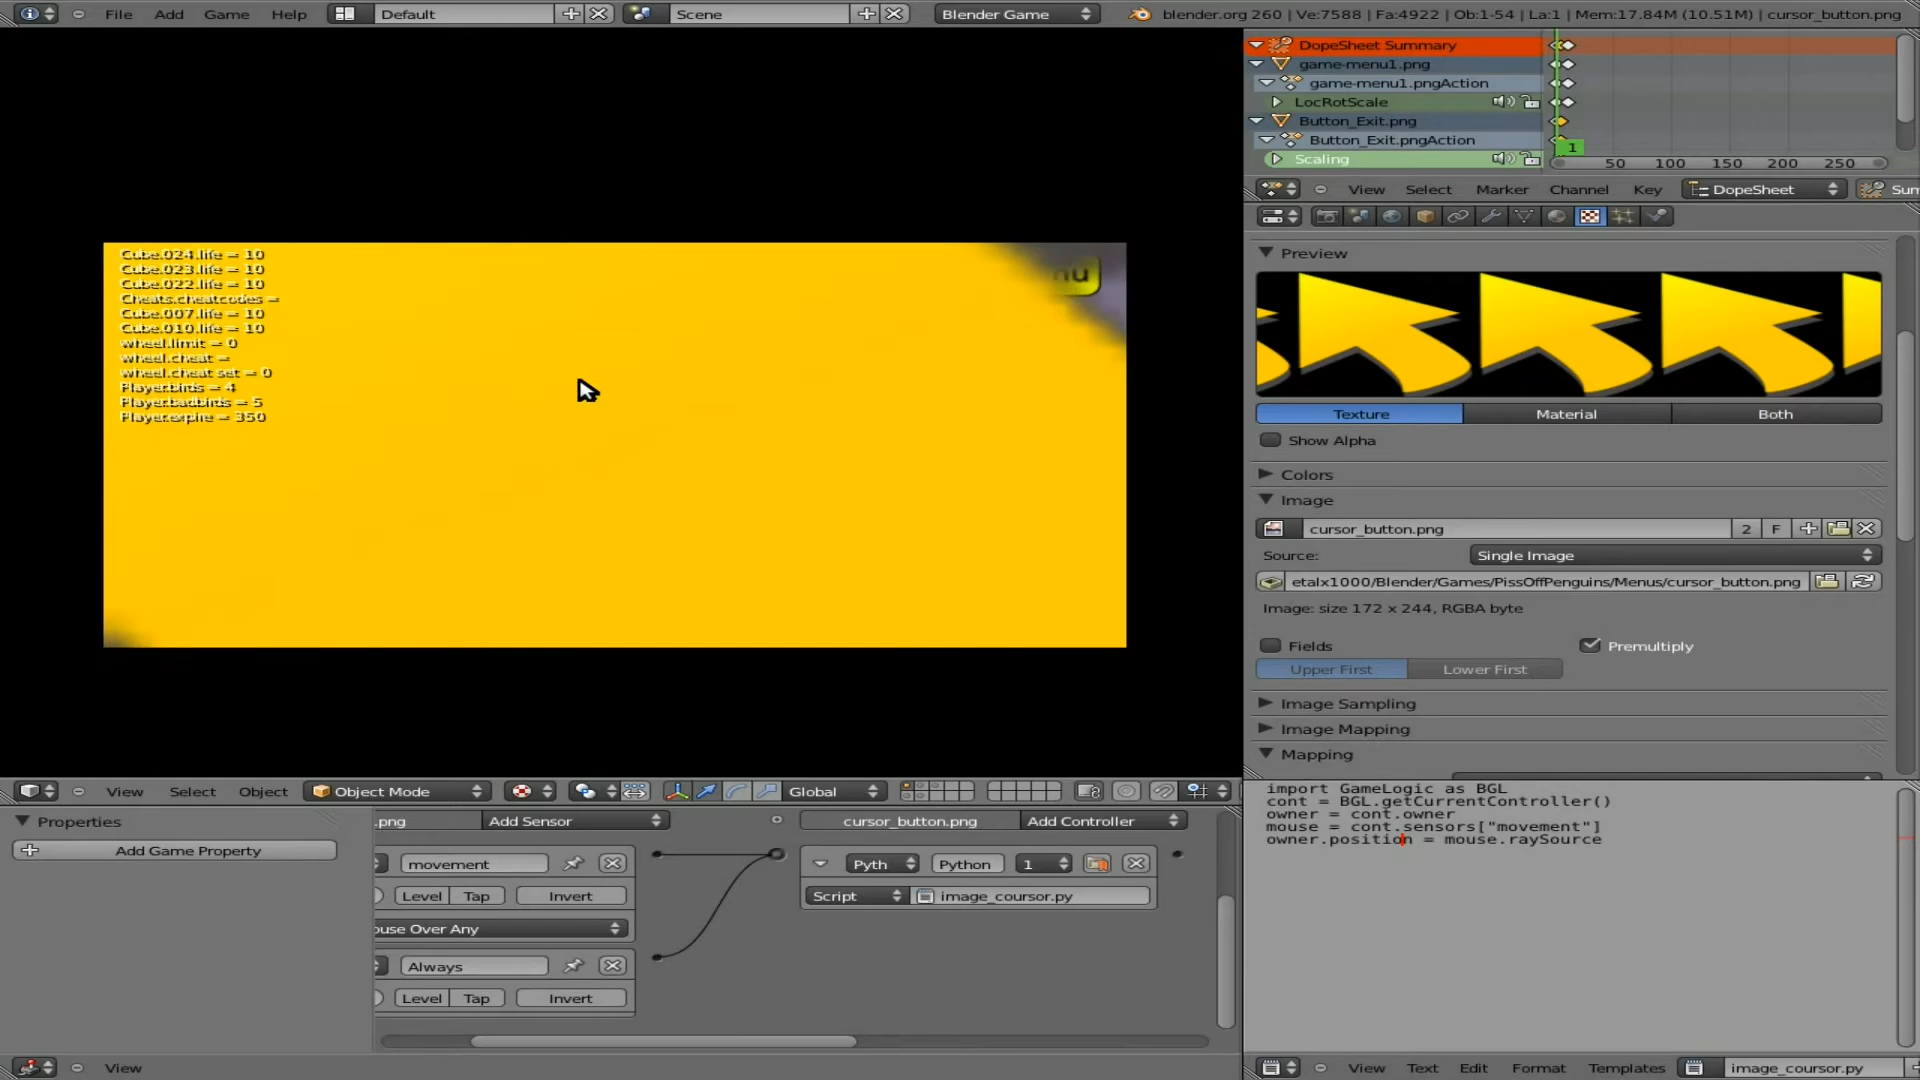 File Add Game Help Default Scene Blender Game blender.org 260 | Ve:7588 | Fa:4922 | Ob:1-54 | La:1 | Mem:17.84M (10.51M) | cursor_button.png
DopeSheet Summary
game-menu1.png
game-menu1.pngAction
LocRotScale
Button_Exit.png
Button_Exit.pngAction
1
Scaling
50 100 150 200 250
View Select Marker Channel Key DopeSheet Sum
Cube.024.life = 10
Cube.023.life = 10
Cube.022.life = 10
Cheats.cheatcodes =
Cube.007.life = 10
Cube.010.life = 10
wheel.limit = 0
wheel.cheat =
wheel.cheat set = 0
Player.birds = 4
Player.badbirds = 5
Player.expire = 350
nu
Preview
Texture Material Both
Show Alpha
Colors
Image
cursor_button.png 2 F
Source: Single Image
etalx1000/Blender/Games/PissOffPenguins/Menus/cursor_button.png
Image: size 172 x 244, RGBA byte
Fields Premultiply
Upper First Lower First
Image Sampling
Image Mapping
Mapping
View Select Object Object Mode Global
Properties
Add Game Property
.png Add Sensor cursor_button.png Add Controller
movement Pyth Python 1
Level Tap Invert Script image_coursor.py
ouse Over Any
Always
Level Tap Invert
View
import GameLogic as BGL
cont = BGL.getCurrentController()
owner = cont.owner
mouse = cont.sensors["movement"]
owner.position = mouse.raySource
View Text Edit Format Templates image_coursor.py